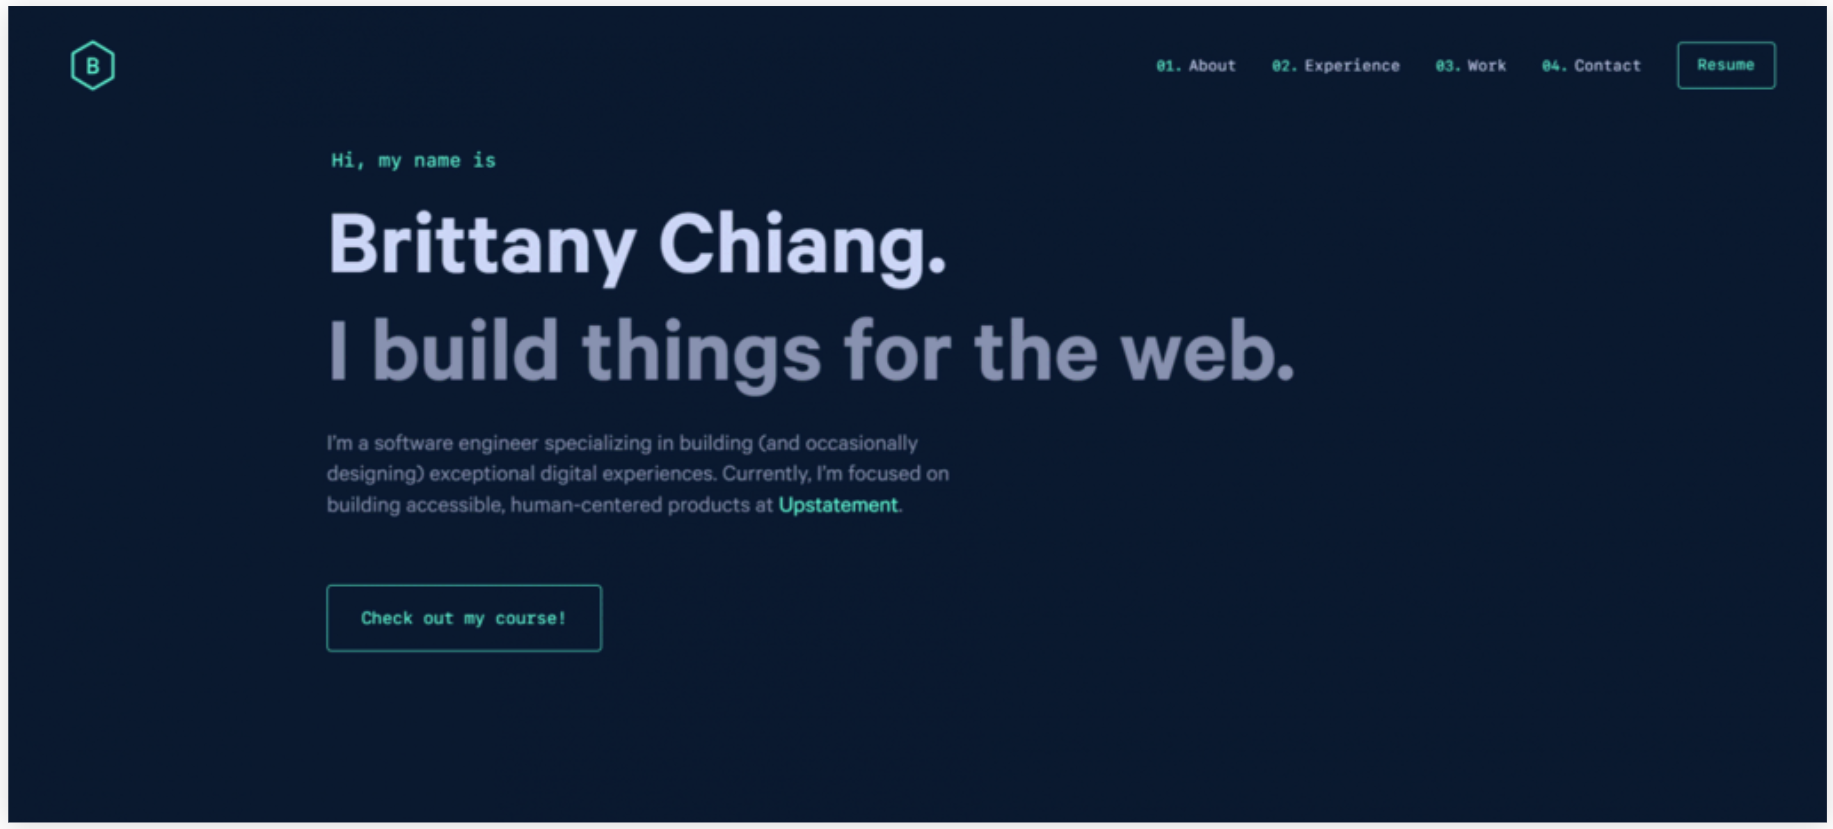 B
01. About 02. Experience 03. Work 04. Contact Resume
Hi, my name is
Brittany Chiang.
I build things for the web.
I'm a software engineer specializing in building (and occasionally
designing) exceptional digital experiences. Currently, I'm focused on
building accessible, human-centered products at Upstatement.
Check out my course!